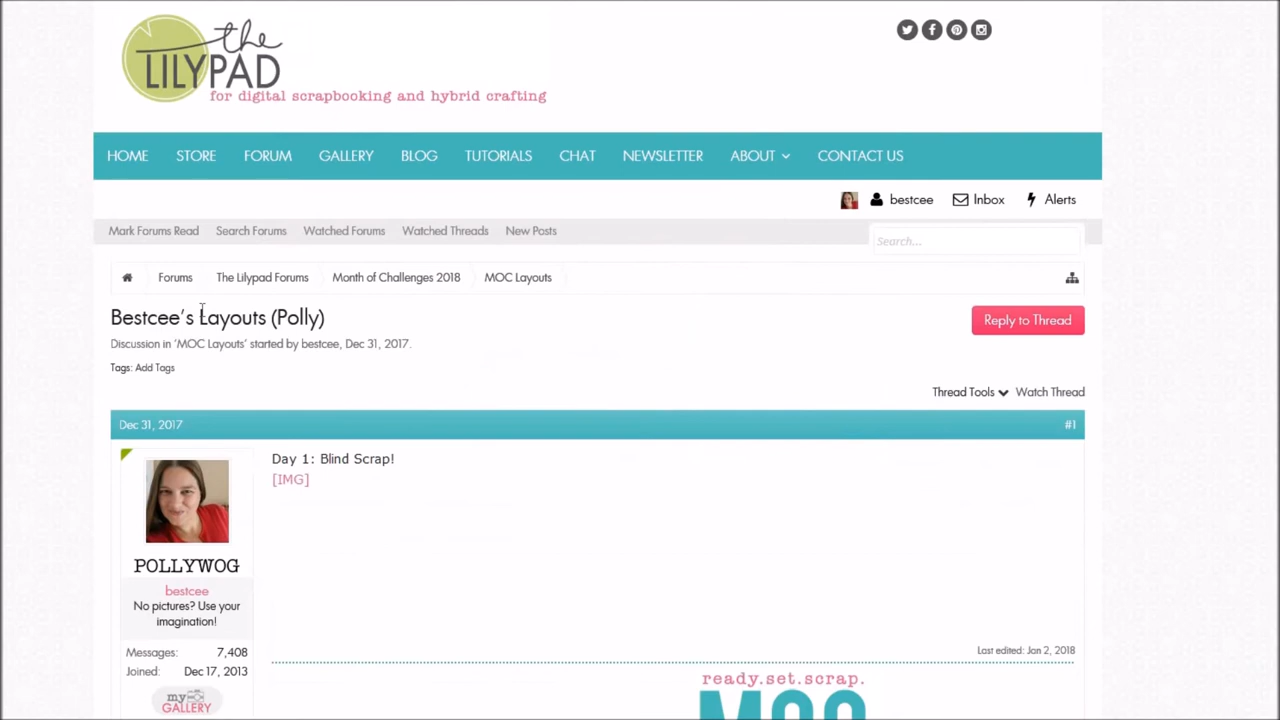 the
LILYPAD
for digital scrapbooking and hybrid crafting
HOME STORE FORUM GALLERY BLOG TUTORIALS CHAT NEWSLETTER ABOUT CONTACT US
bestcee Inbox Alerts
Mark Forums Read Search Forums Watched Forums Watched Threads New Posts
Search...
Forums The Lilypad Forums Month of Challenges 2018 MOC Layouts
Bestcee's Layouts (Polly)
Reply to Thread
Discussion in 'MOC Layouts' started by bestcee, Dec 31, 2017.
Tags: Add Tags
Thread Tools Watch Thread
Dec 31, 2017 #1
Day 1: Blind Scrap!
[IMG]
POLLYWOG
bestcee
No pictures? Use your
imagination!
Messages: 7,408
Joined: Dec 17, 2013
my
GALLERY
Last edited: Jan 2, 2018
ready.set.scrap.
MOC